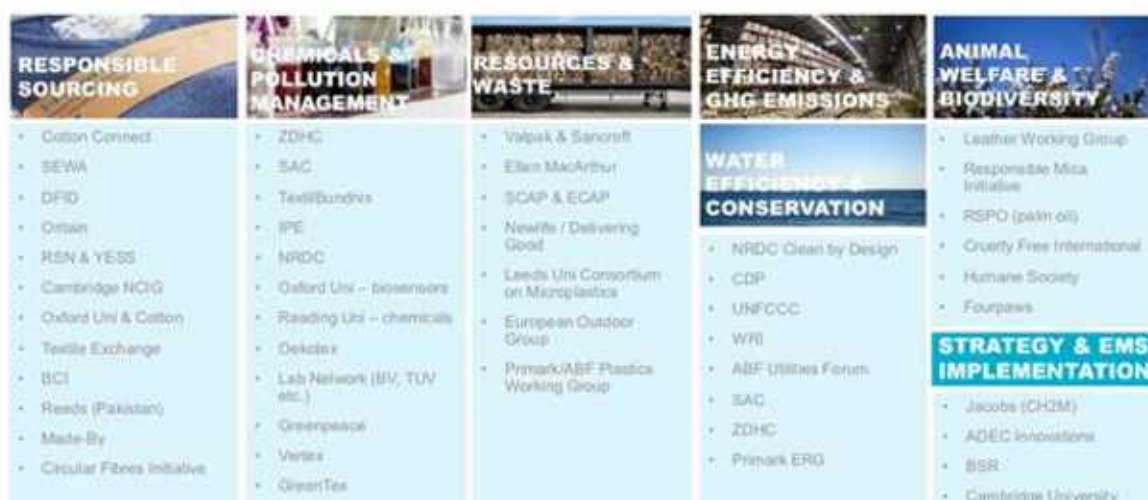 RESPONSIBLE
SOURCING
• Cotton Connect
• SEWA
• DFID
• RSN & YESS
• Cambridge NCIG
• Oxford Uni & Cotton
• Textile Exchange
• BCI
• Reeds (Pakistan)
• Made-By
• Circular Fibres Initiative
CHEMICALS &
POLLUTION
MANAGEMENT
• ZDHC
• SAC
• IPE
• NRDC
• Oxford Uni – biosensors
• Reading Uni – chemicals
• Oekotex
• Lab Network (BV, TUV
etc.)
• Greenpeace
• Vertex
• GreenTex
RESOURCES &
WASTE
• Valpak & Sancroft
• Ellen MacArthur
• SCAP & ECAP
• Newlife / Delivering
Good
• Leeds Uni Consortium
on Microplastics
• European Outdoor
Group
• Primark/ABF Plastics
Working Group
ENERGY
EFFICIENCY &
GHG EMISSIONS
WATER
EFFICIENCY &
CONSERVATION
• NRDC Clean by Design
• CDP
• UNFCCC
• WRI
• ABF Utilities Forum
• SAC
• ZDHC
• Primark ERG
ANIMAL
WELFARE &
BIODIVERSITY
• Leather Working Group
• Responsible Mica
Initiative
• RSPO (palm oil)
• Cruelty Free International
• Humane Society
• Fourpaws
STRATEGY & EMS
IMPLEMENTATION
• Jacobs (CH2M)
• ADEC Innovations
• BSR
• Cambridge University